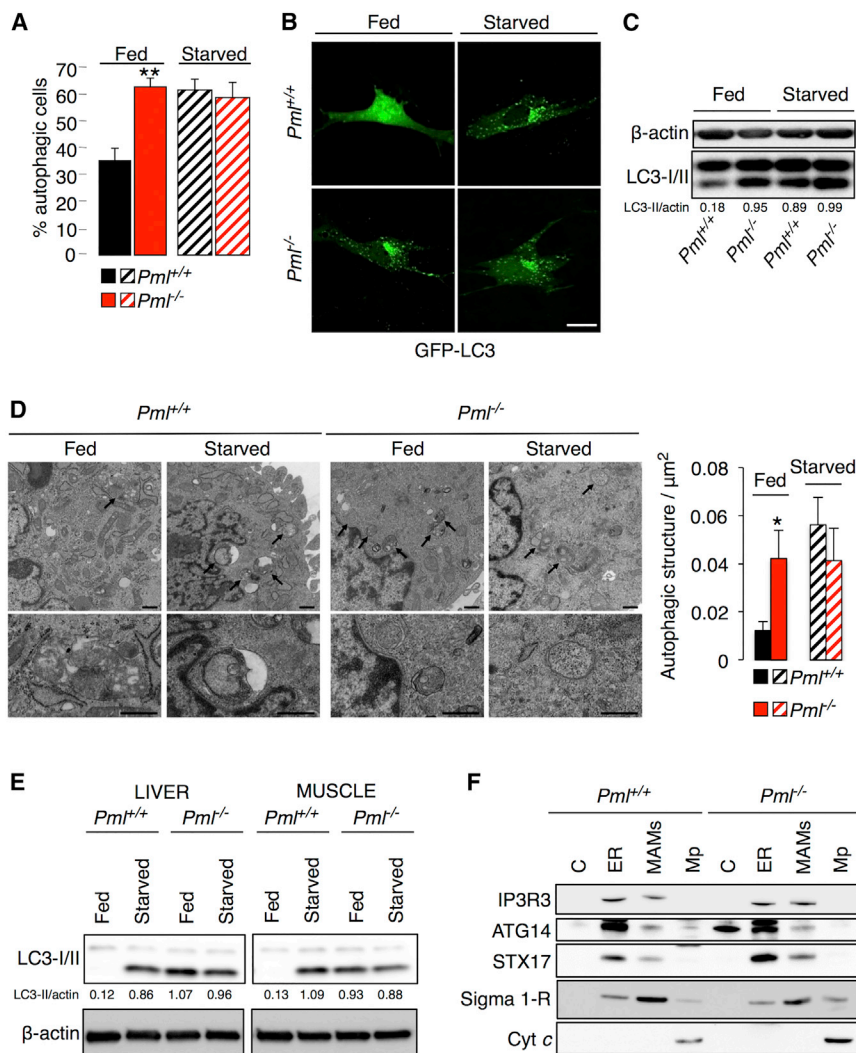 A
Fed
Starved
**
% autophagic cells
70
60
50
40
30
20
10
0
Pml+/+
Pml-/-
B
Fed
Starved
Pml+/+
Pml-/-
GFP-LC3
C
Fed
Starved
β-actin
LC3-I/II
LC3-II/actin 0.18 0.95 0.89 0.99
Pml+/+ Pml-/- Pml+/+ Pml-/-
D
Pml+/+
Pml-/-
Fed
Starved
Fed
Starved
Autophagic structure / µm²
0.08
0.06
0.04
0.02
0
Fed
Starved
*
Pml+/+
Pml-/-
E
LIVER
MUSCLE
Pml+/+ Pml-/- Pml+/+ Pml-/-
Fed Starved Fed Starved Fed Starved Fed Starved
LC3-I/II
LC3-II/actin 0.12 0.86 1.07 0.96 0.13 1.09 0.93 0.88
β-actin
F
Pml+/+
Pml-/-
C ER MAMs Mp C ER MAMs Mp
IP3R3
ATG14
STX17
Sigma 1-R
Cyt c